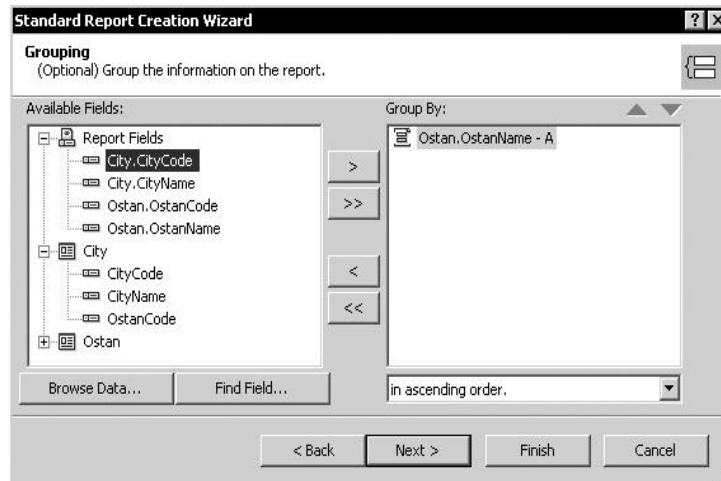 Standard Report Creation Wizard
Grouping
(Optional) Group the information on the report.
Available Fields:
Report Fields
City.CityCode
City.CityName
Ostan.OstanCode
Ostan.OstanName
City
CityCode
CityName
OstanCode
Ostan
>
>>
<
<<
Group By:
Ostan.OstanName - A
Browse Data...
Find Field...
in ascending order.
< Back
Next >
Finish
Cancel